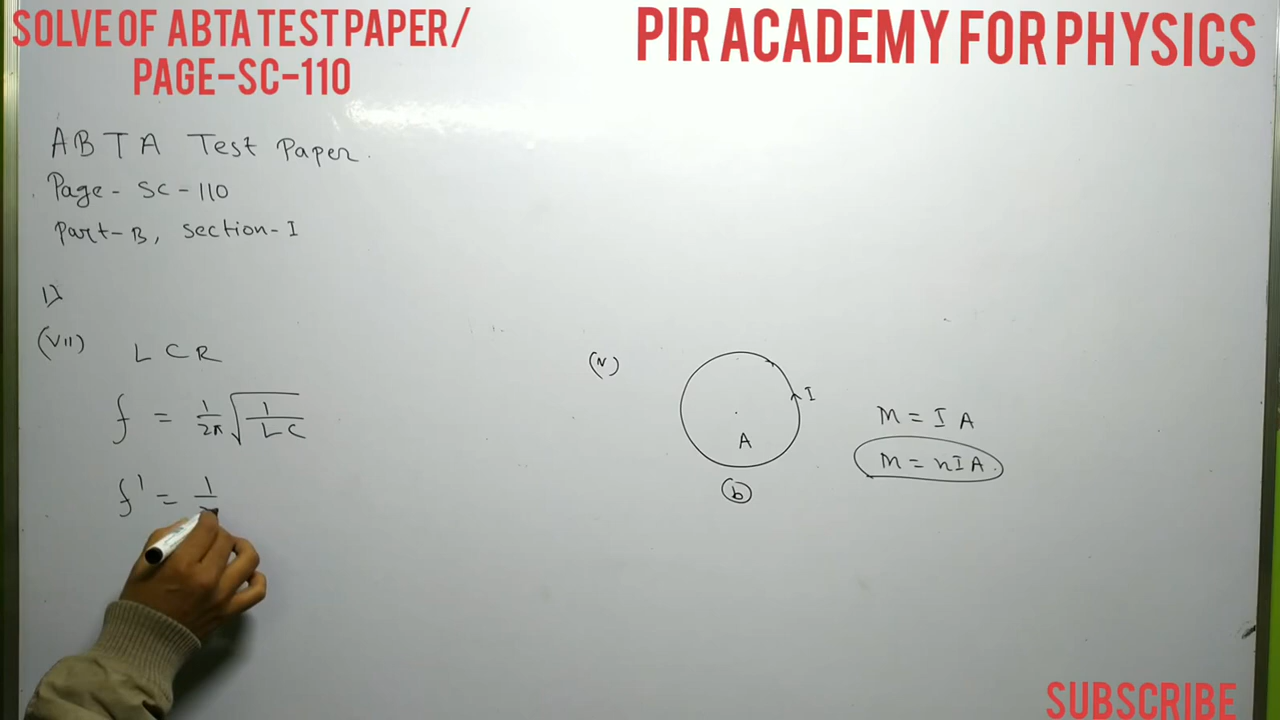 SOLVE OF ABTA TEST PAPER/
PAGE-SC-110
PIR ACADEMY FOR PHYSICS
ABTA Test Paper.
Page - SC - 110
Part-B, section-I
1>
(VII) L C R
f = 1/2π √1/LC
f' = 1/
(V)
I
A
(b)
M = I A
M = nIA.
SUBSCRIBE